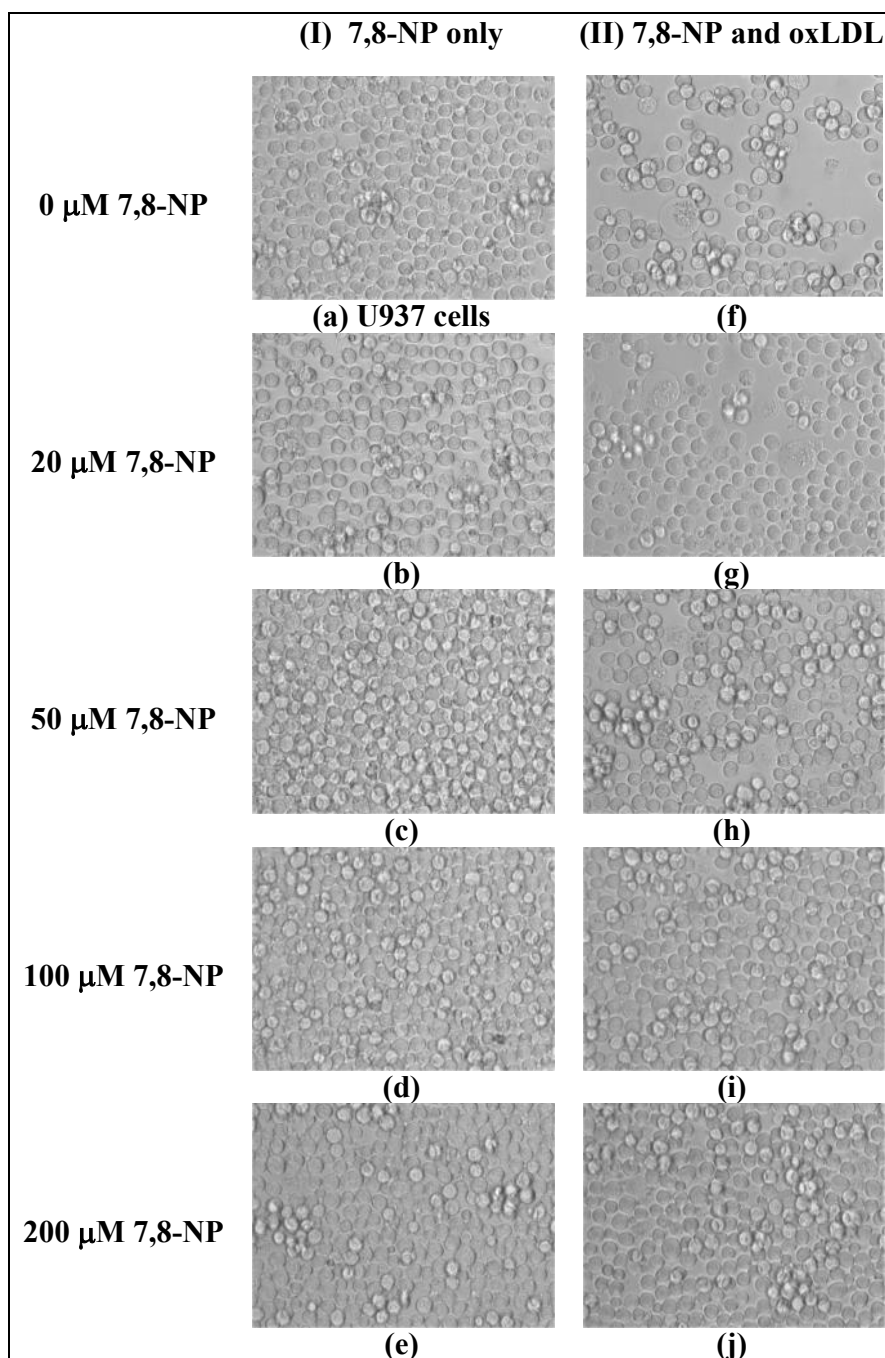 (I) 7,8-NP only (II) 7,8-NP and oxLDL
0 μM 7,8-NP
(a) U937 cells (f)
20 μM 7,8-NP
(b) (g)
50 μM 7,8-NP
(c) (h)
100 μM 7,8-NP
(d) (i)
200 μM 7,8-NP
(e) (j)